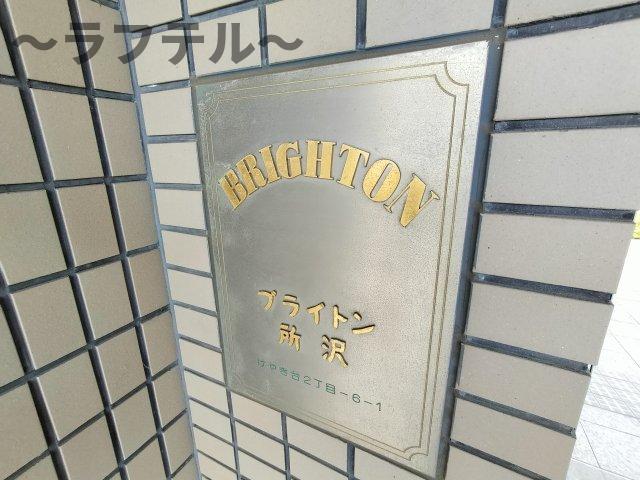 〜ラフテル〜
BRIGHTON
ブライトン
所沢
けやき台2丁目-6-1